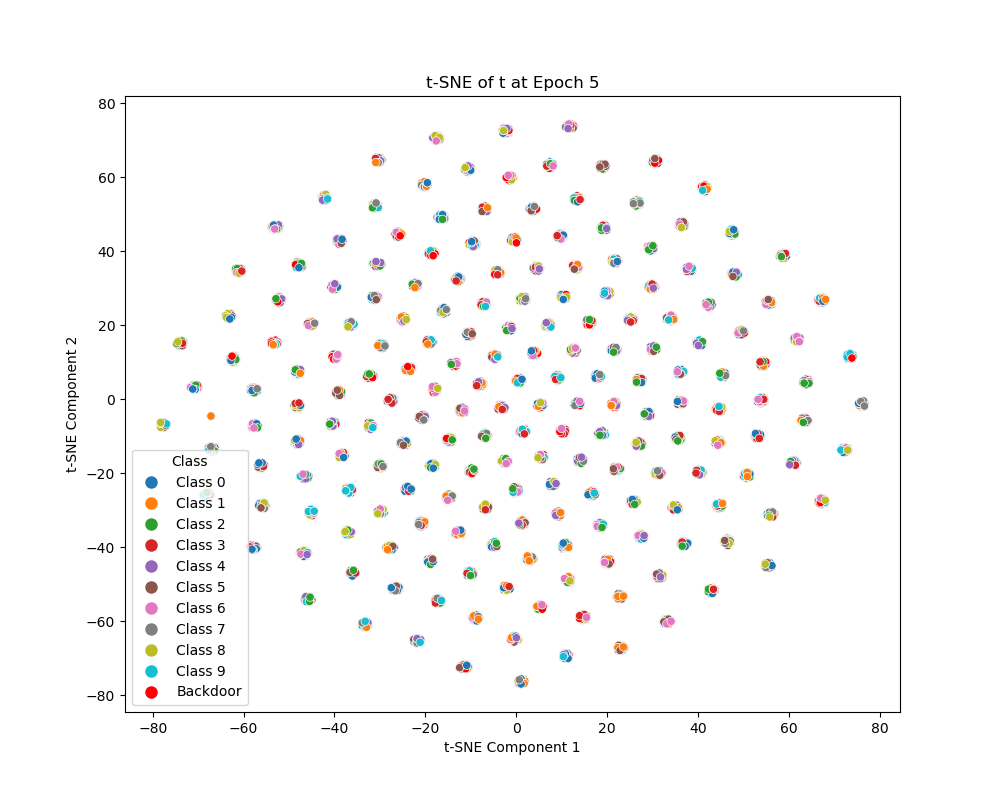 t-SNE of t at Epoch 5
t-SNE Component 2
80
60
40
20
0
−20
−40
−60
−80
Class
Class 0
Class 1
Class 2
Class 3
Class 4
Class 5
Class 6
Class 7
Class 8
Class 9
Backdoor
−80 −60 −40 −20 0 20 40 60 80
t-SNE Component 1